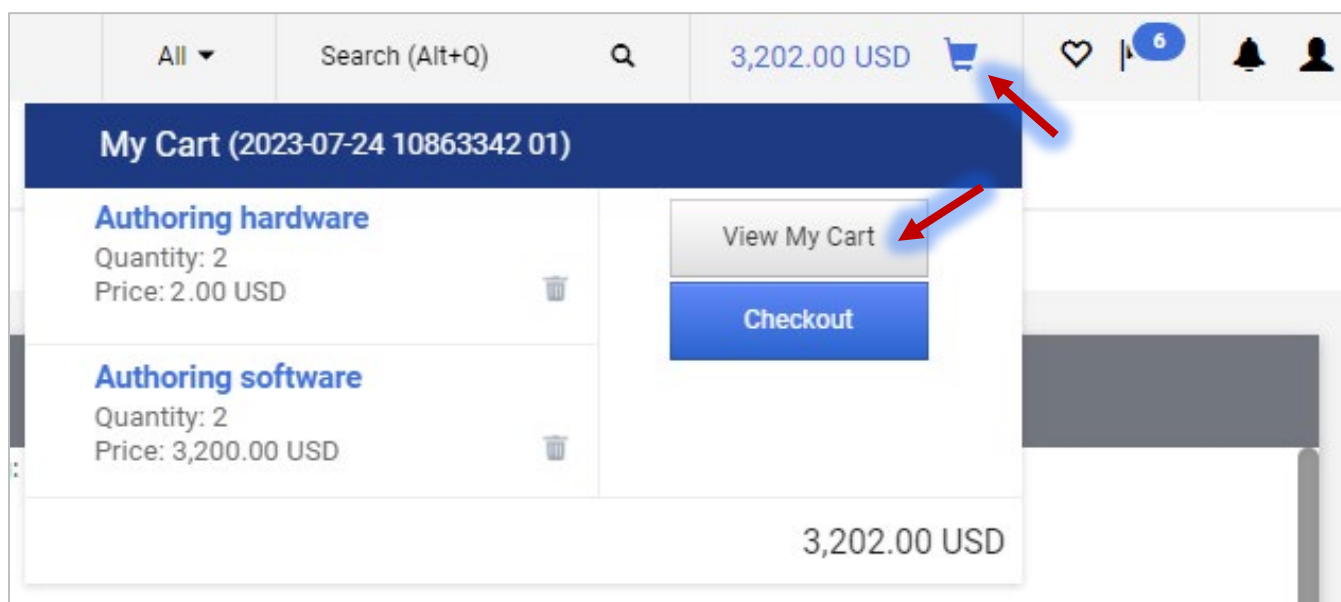 All
Search (Alt+Q)
3,202.00 USD
6
My Cart (2023-07-24 10863342 01)
Authoring hardware
Quantity: 2
Price: 2.00 USD
View My Cart
Checkout
Authoring software
Quantity: 2
Price: 3,200.00 USD
:
3,202.00 USD